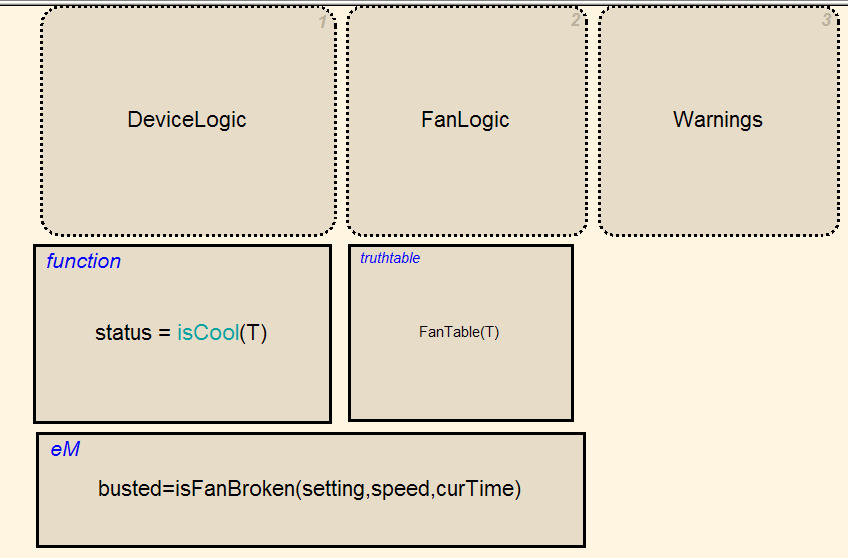 1
2
3
DeviceLogic
FanLogic
Warnings
function
status = isCool(T)
truthtable
FanTable(T)
eM
busted=isFanBroken(setting,speed,curTime)